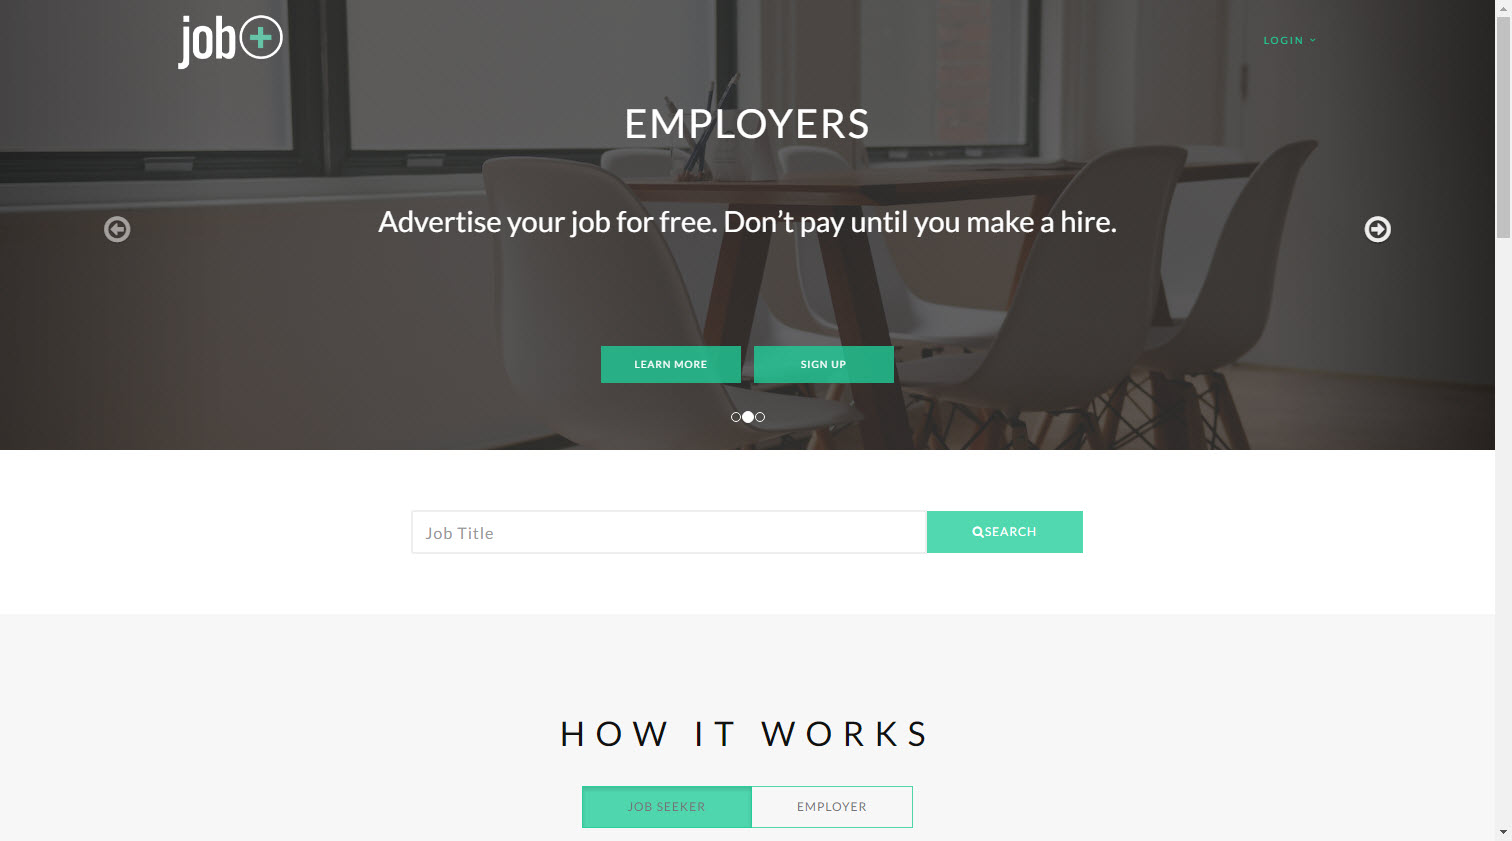 job+
LOGIN
EMPLOYERS
Advertise your job for free. Don’t pay until you make a hire.
LEARN MORE
SIGN UP
Job Title
SEARCH
HOW IT WORKS
JOB SEEKER
EMPLOYER